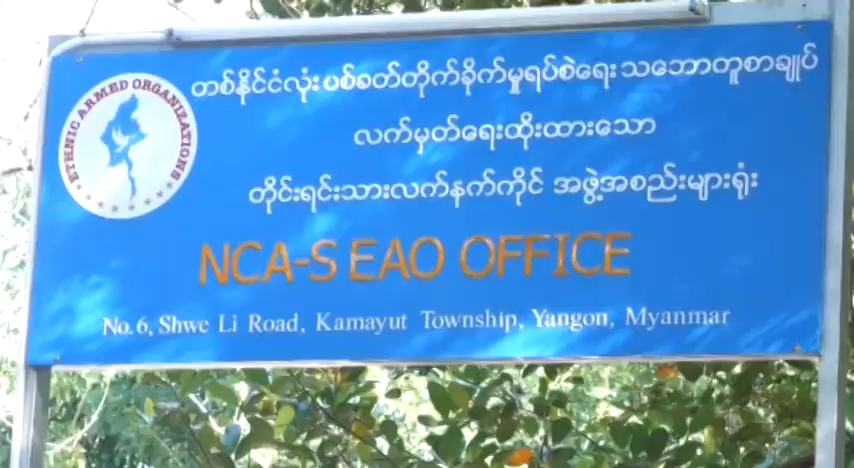 ETHNIC ARMED ORGANIZATIONS
တစ်နိုင်ငံလုံး ပစ်ခတ်တိုက်ခိုက်မှုရပ်စဲရေး သဘောတူစာချုပ်
လက်မှတ်ရေးထိုးထားသော
တိုင်းရင်းသားလက်နက်ကိုင် အဖွဲ့အစည်းများရုံး
NCA-S EAO OFFICE
No. 6, Shwe Li Road, Kamayut Township, Yangon, Myanmar